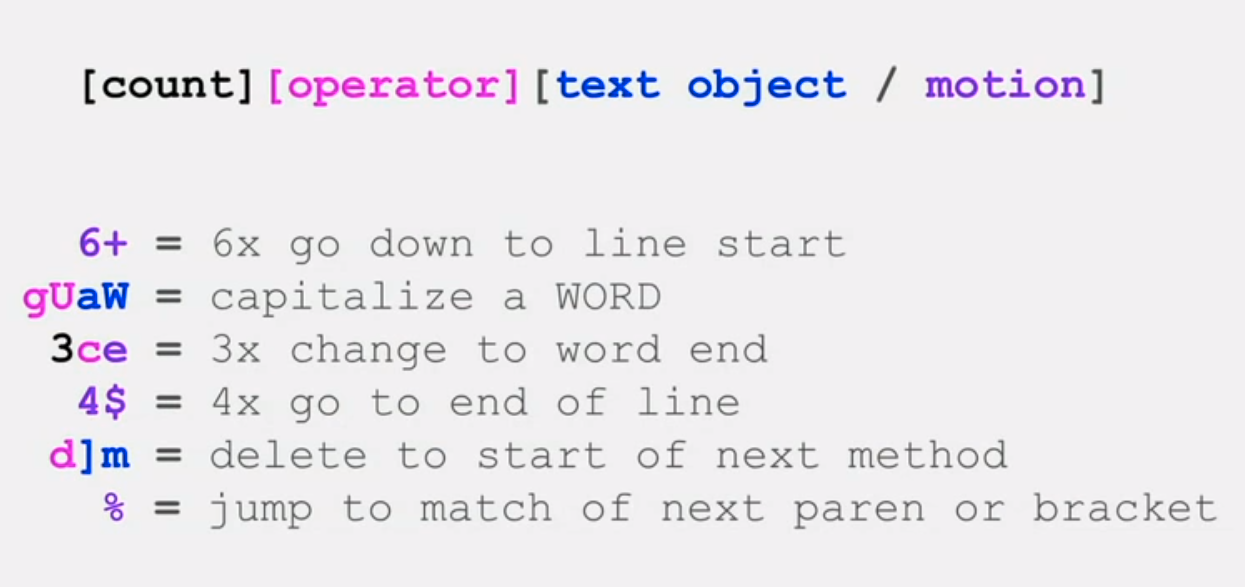 [count][operator][text object / motion]
6+ = 6x go down to line start
gUaW = capitalize a WORD
3ce = 3x change to word end
4$ = 4x go to end of line
d]m = delete to start of next method
% = jump to match of next paren or bracket